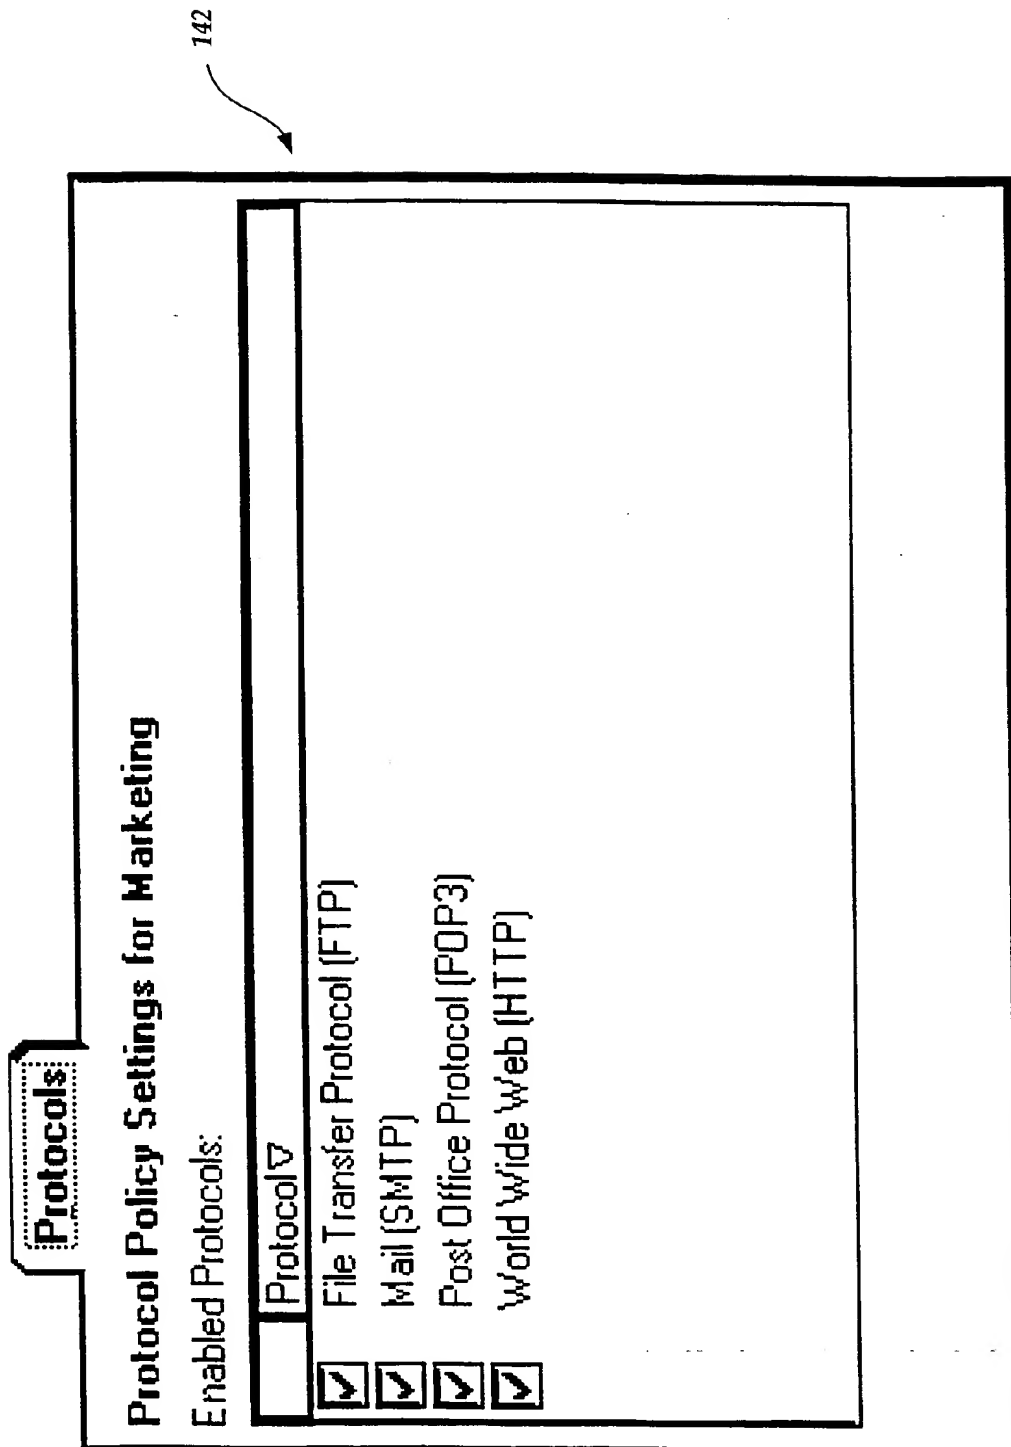 142
Protocols
Protocol Policy Settings for Marketing
Enabled Protocols:
Protocol
File Transfer Protocol (FTP)
Mail (SMTP)
Post Office Protocol (POP3)
World Wide Web (HTTP)